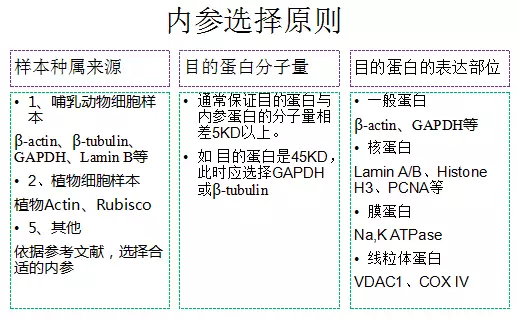 内参选择原则
样本种属来源
• 1、哺乳动物细胞样
本
β-actin、β-tubulin、
GAPDH、Lamin B等
• 2、植物细胞样本
植物Actin、Rubisco
• 5、其他
依据参考文献，选择合
适的内参
目的蛋白分子量
• 通常保证目的蛋白与
内参蛋白的分子量相
差5KD以上。
• 如 目的蛋白是45KD，
此时应选择GAPDH
或β-tubulin
目的蛋白的表达部位
• 一般蛋白
β-actin、GAPDH等
• 核蛋白
Lamin A/B、Histone
H3、PCNA等
• 膜蛋白
Na,K ATPase
• 线粒体蛋白
VDAC1、COX IV